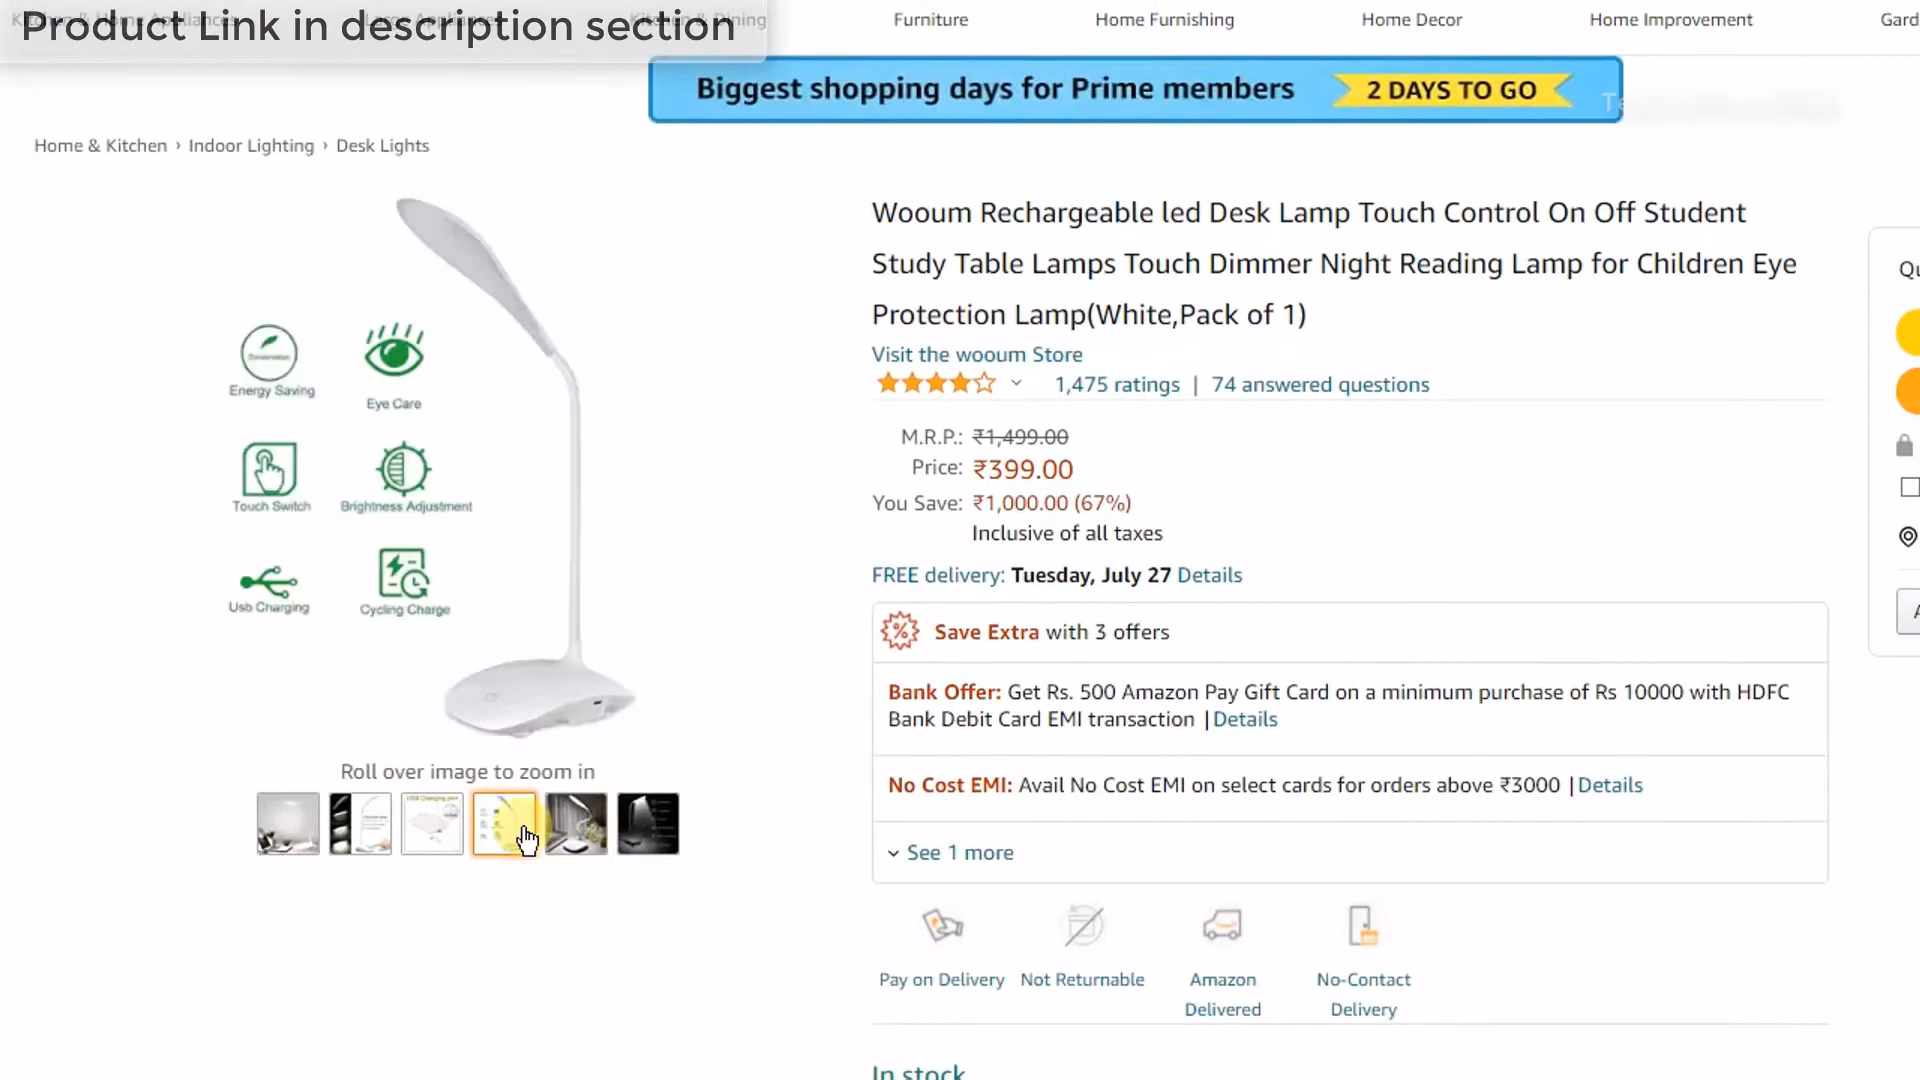 Product Link in description section
Furniture
Home Furnishing
Home Decor
Home Improvement
Biggest shopping days for Prime members
2 DAYS TO GO
Home & Kitchen › Indoor Lighting › Desk Lights
Wooum Rechargeable led Desk Lamp Touch Control On Off Student
Study Table Lamps Touch Dimmer Night Reading Lamp for Children Eye
Protection Lamp(White,Pack of 1)
Visit the wooum Store
1,475 ratings | 74 answered questions
M.R.P.: ₹1,499.00
Price: ₹399.00
You Save: ₹1,000.00 (67%)
Inclusive of all taxes
FREE delivery: Tuesday, July 27 Details
Save Extra with 3 offers
Bank Offer: Get Rs. 500 Amazon Pay Gift Card on a minimum purchase of Rs 10000 with HDFC
Bank Debit Card EMI transaction | Details
No Cost EMI: Avail No Cost EMI on select cards for orders above ₹3000 | Details
See 1 more
Pay on Delivery
Not Returnable
Amazon
Delivered
No-Contact
Delivery
In stock
Energy Saving
Eye Care
Touch Switch
Brightness Adjustment
Usb Charging
Cycling Charge
Roll over image to zoom in